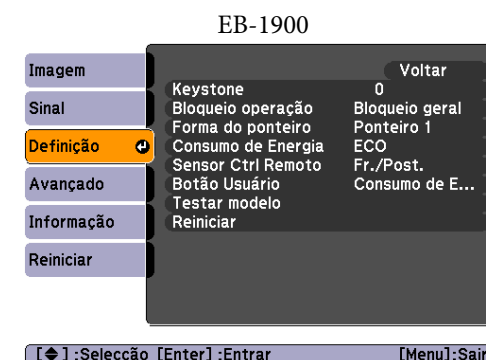 EB-1900
Imagem
Sinal
Definição
Avançado
Informação
Reiniciar
Voltar
Keystone 0
Bloqueio operação Bloqueio geral
Forma do ponteiro Ponteiro 1
Consumo de Energia ECO
Sensor Ctrl Remoto Fr./Post.
Botão Usuário Consumo de E...
Testar modelo
Reiniciar
[ ] :Selecção [Enter] :Entrar [Menu]:Sair